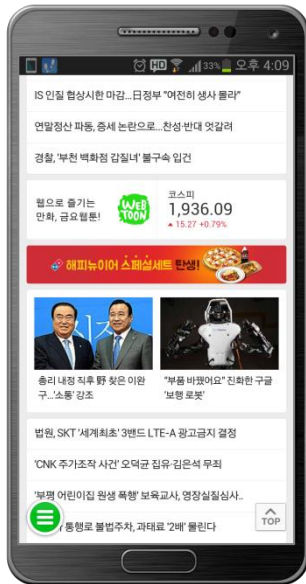 33% 오후 4:09
IS 인질 협상시한 마감...日정부 "여전히 생사 몰라"
연말정산 파동, 증세 논란으로...찬성·반대 엇갈려
경찰, '부천 백화점 갑질녀' 불구속 입건
웹으로 즐기는
만화, 금요웹툰!
WEB
TOON
코스피
1,936.09
▲ 15.27 +0.79%
해피뉴이어 스페셜세트 탄생!
총리 내정 직후 野 찾은 이완
구...'소통' 강조
"부품 바꿨어요" 진화한 구글
'보행 로봇'
법원, SKT '세계최초' 3밴드 LTE-A 광고금지 결정
'CNK 주가조작 사건' 오덕균 집유·김은석 무죄
'부평 어린이집 원생 폭행' 보육교사, 영장실질심사..
통행로 불법주차, 과태료 '2배' 물린다
TOP